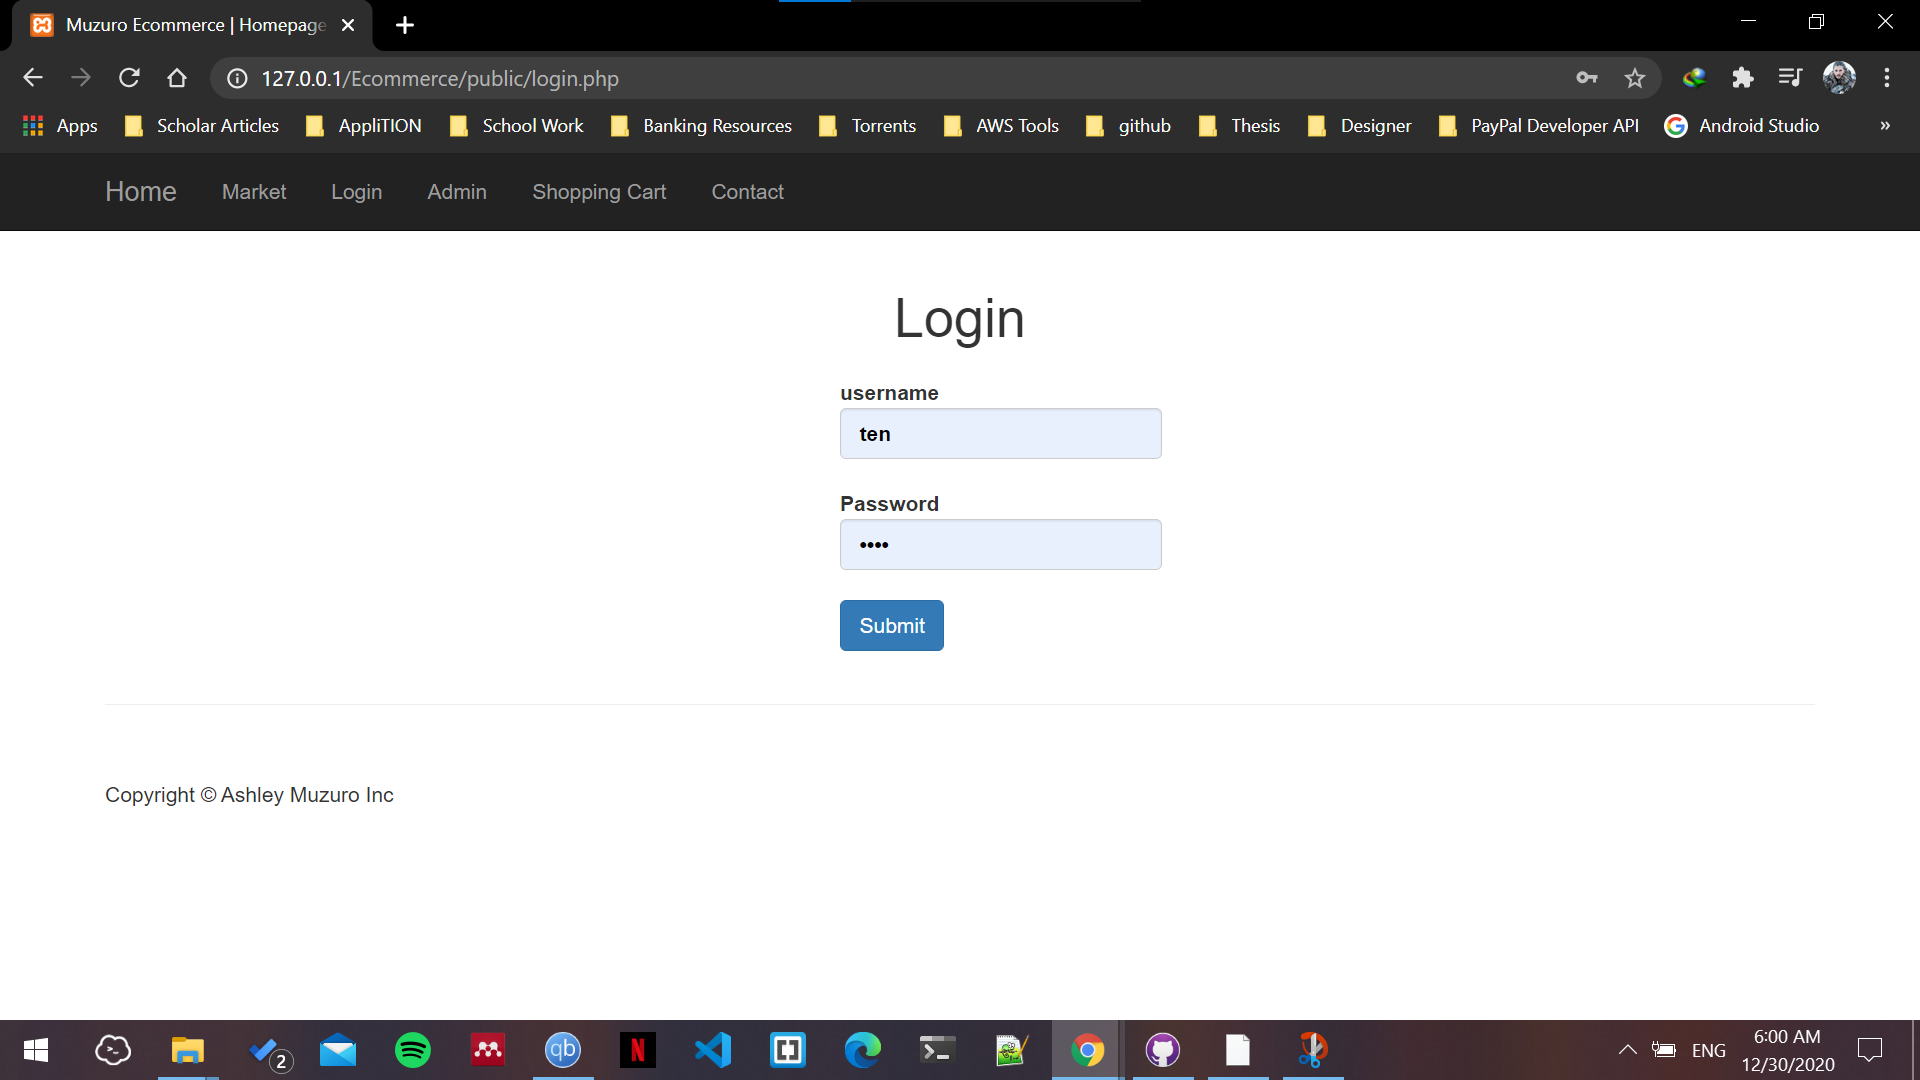 Muzuro Ecommerce | Homepage
127.0.0.1/Ecommerce/public/login.php
Apps Scholar Articles AppliTION School Work Banking Resources Torrents AWS Tools github Thesis Designer PayPal Developer API Android Studio »
Home Market Login Admin Shopping Cart Contact
Login
username
ten
Password
••••
Submit
Copyright © Ashley Muzuro Inc
2 qb N ENG 6:00 AM
12/30/2020